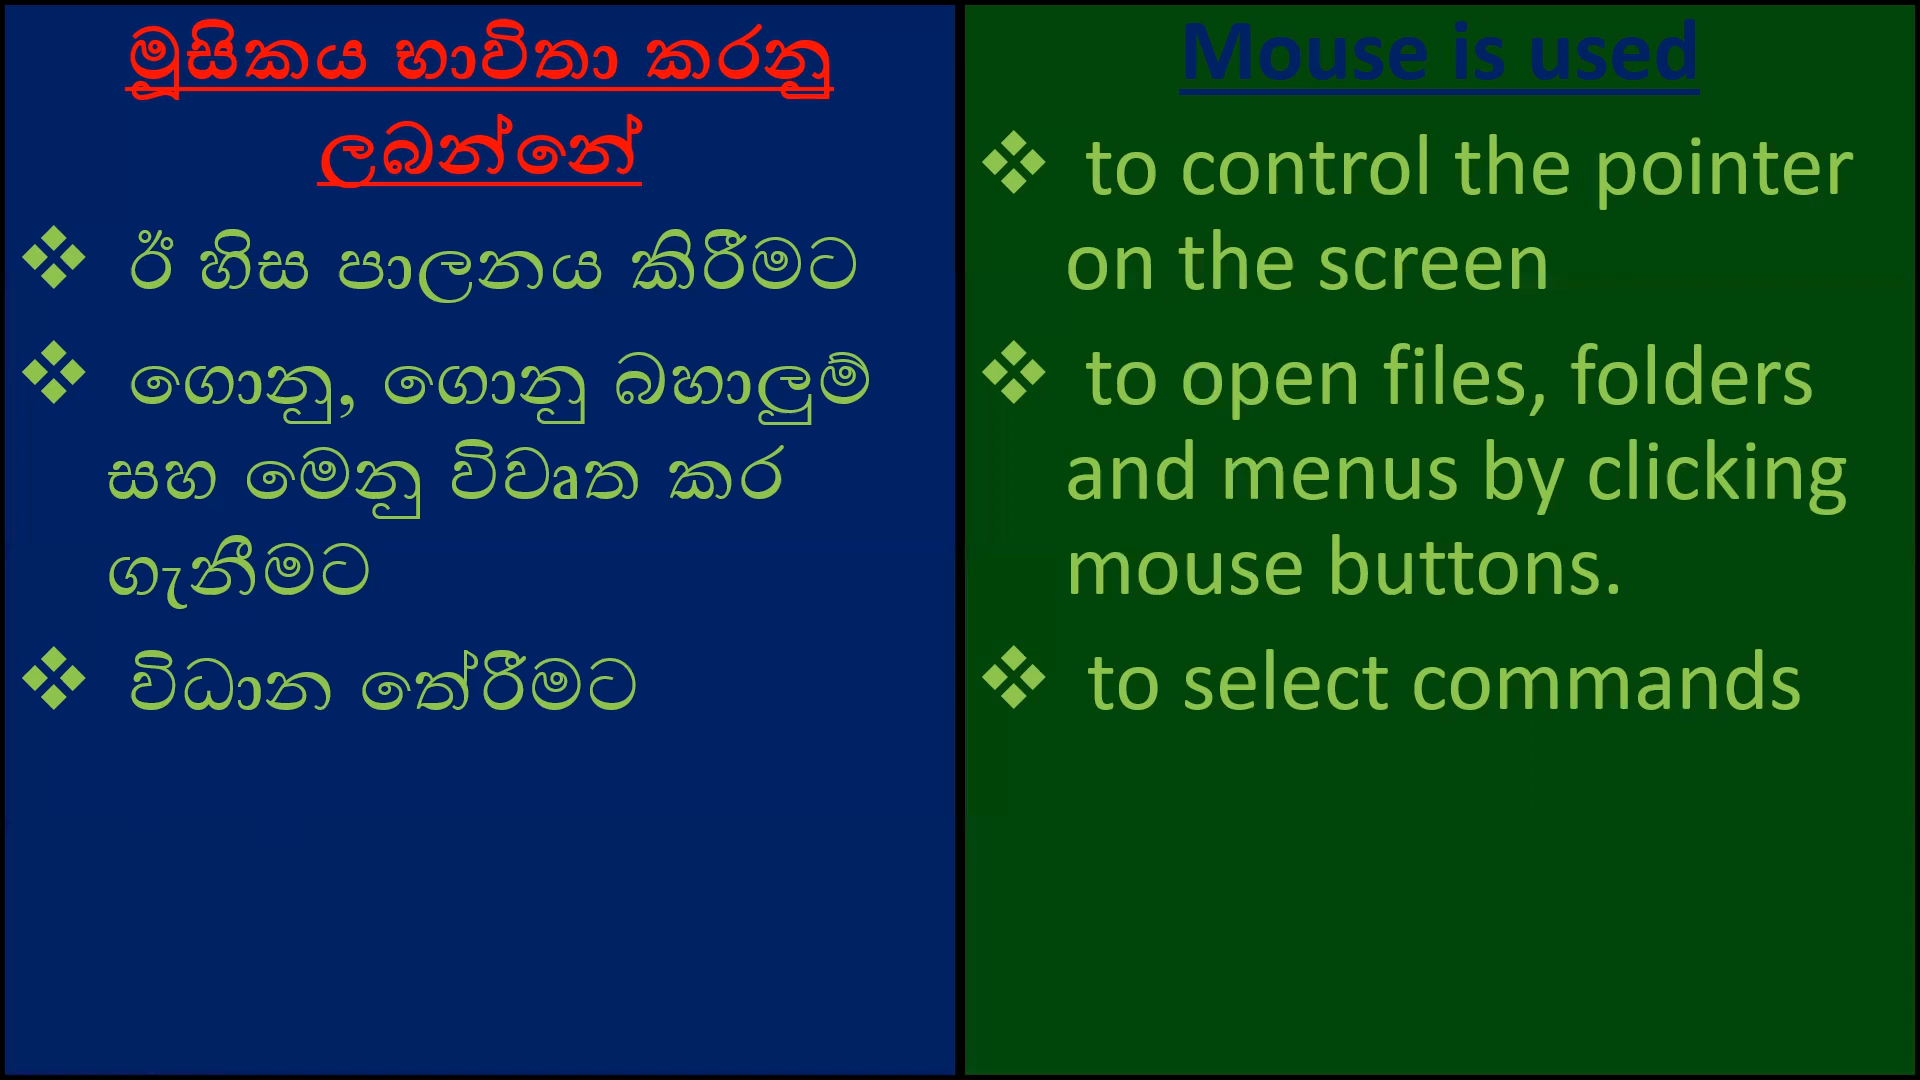 මූසිකය භාවිතා කරනු
ලබන්නේ
❖ ඊ හිස පාලනය කිරීමට
❖ ගොනු, ගොනු බහාලුම්
සහ මෙනු විවෘත කර
ගැනීමට
❖ විධාන තේරීමට
Mouse is used
❖ to control the pointer
on the screen
❖ to open files, folders
and menus by clicking
mouse buttons.
❖ to select commands